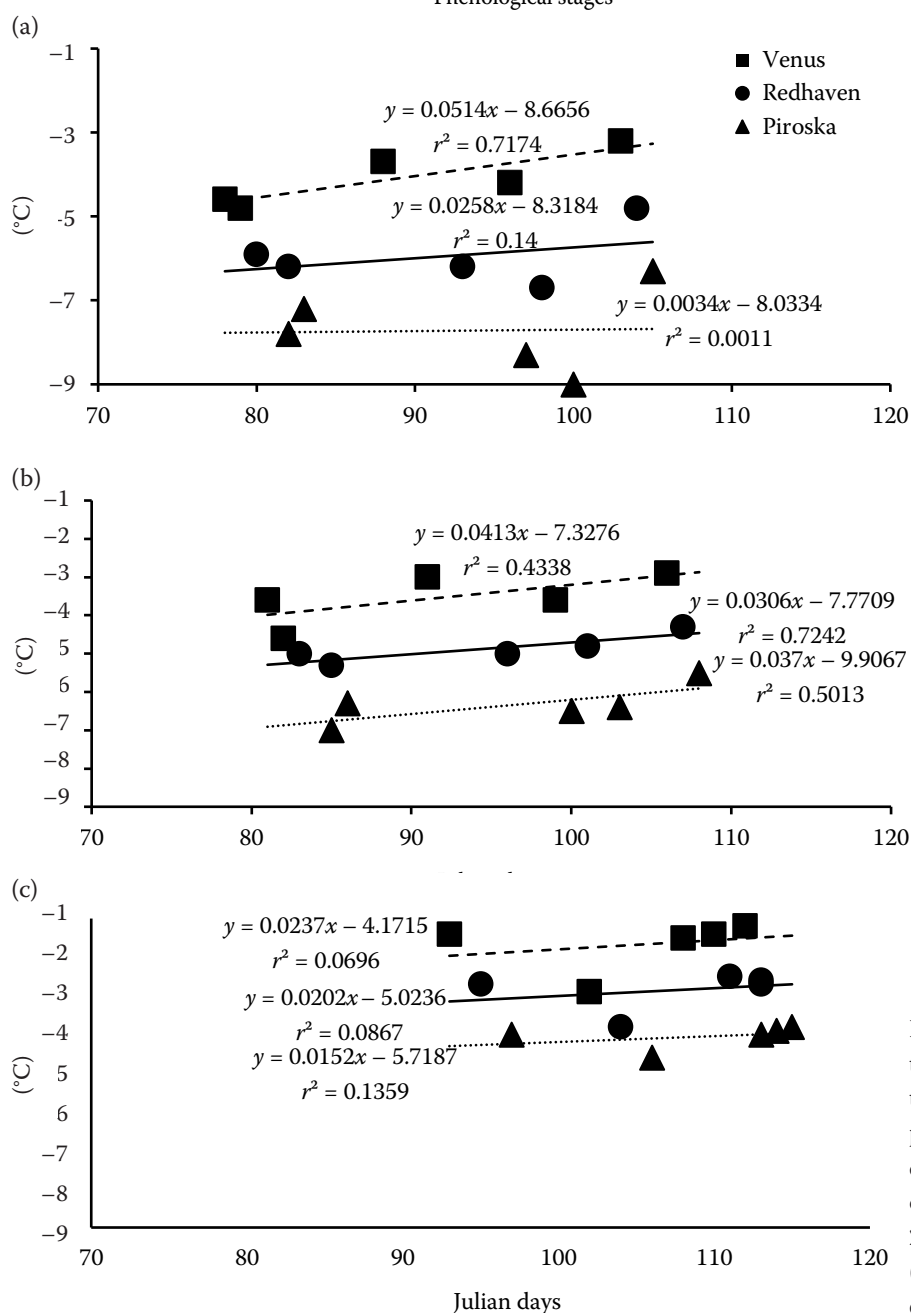 Phenological stages
(a)
–1
–3
–5
–7
–9
(°C)
Venus
Redhaven
Piroska
y = 0.0514x – 8.6656
r² = 0.7174
y = 0.0258x – 8.3184
r² = 0.14
y = 0.0034x – 8.0334
r² = 0.0011
70 80 90 100 110 120
(b)
–1
–2
–3
–4
5
6
–7
–8
–9
(°C)
y = 0.0413x – 7.3276
r² = 0.4338
y = 0.0306x – 7.7709
r² = 0.7242
y = 0.037x – 9.9067
r² = 0.5013
70 80 90 100 110 120
(c)
–1
–2
–3
–4
5
6
–7
–8
–9
(°C)
y = 0.0237x – 4.1715
r² = 0.0696
y = 0.0202x – 5.0236
r² = 0.0867
y = 0.0152x – 5.7187
r² = 0.1359
70 80 90 100 110 120
Julian days